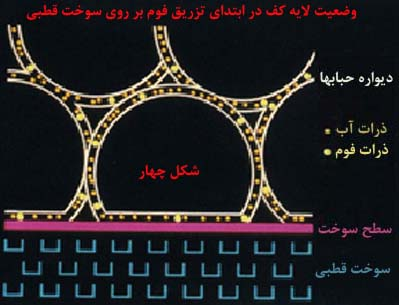 وضعیت لایه کف در ابتدای تزریق فوم بر روی سوخت قطبی
دیواره حبابها
ذرات آب
ذرات فوم
شکل چهار
سطح سوخت
سوخت قطبی